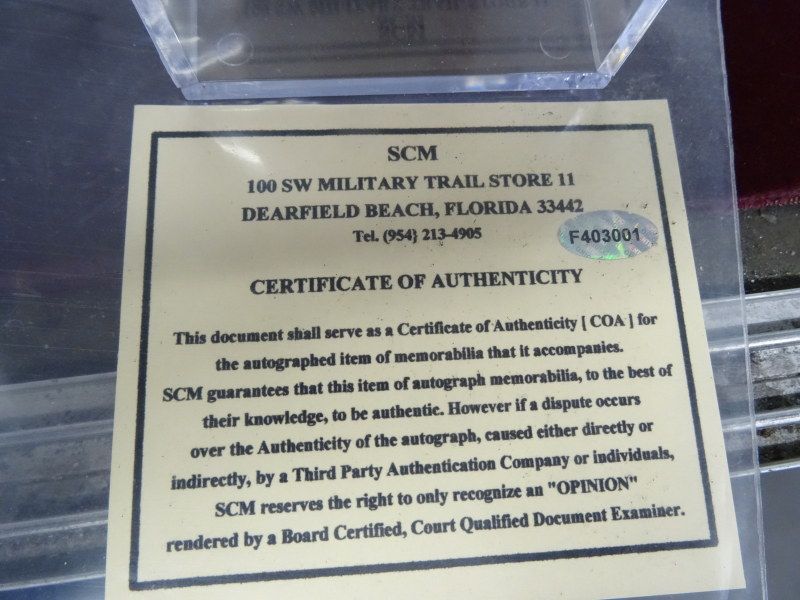 SCM
100 SW MILITARY TRAIL STORE 11
DEARFIELD BEACH, FLORIDA 33442
Tel. (954} 213-4905
F403001
CERTIFICATE OF AUTHENTICITY
This document shall serve as a Certificate of Authenticity [ COA ] for
the autographed item of memorabilia that it accompanies.
SCM guarantees that this item of autograph memorabilia, to the best of
their knowledge, to be authentic. However if a dispute occurs
over the Authenticity of the autograph, caused either directly or
indirectly, by a Third Party Authentication Company or individuals,
SCM reserves the right to only recognize an "OPINION"
rendered by a Board Certified, Court Qualified Document Examiner.